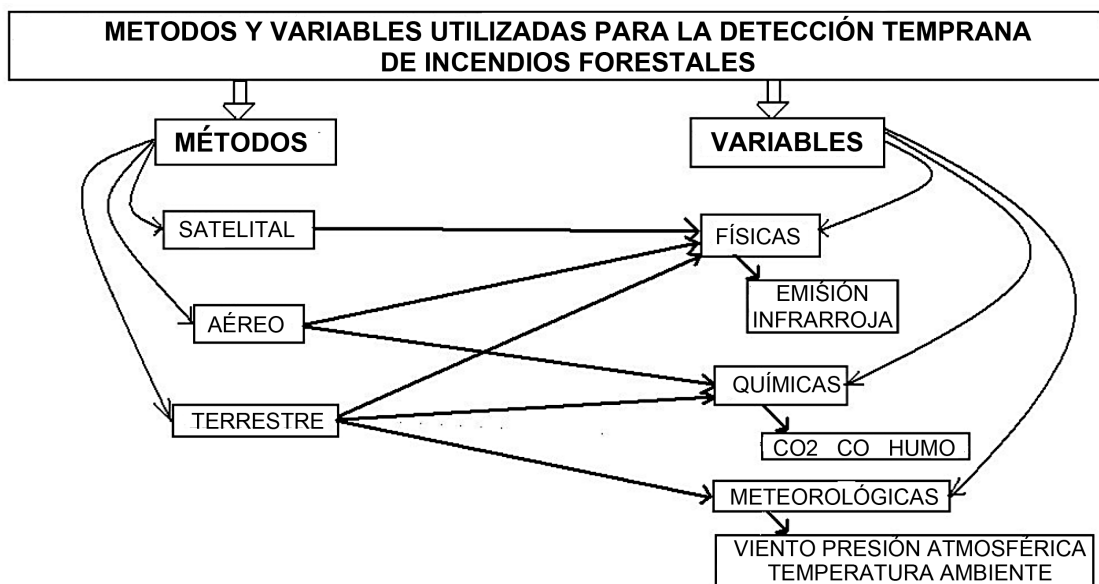 METODOS Y VARIABLES UTILIZADAS PARA LA DETECCIÓN TEMPRANA
DE INCENDIOS FORESTALES
MÉTODOS
VARIABLES
SATELITAL
FÍSICAS
EMISIÓN
INFRARROJA
AÉREO
QUÍMICAS
TERRESTRE
CO2 CO HUMO
METEOROLÓGICAS
VIENTO PRESIÓN ATMOSFÉRICA
TEMPERATURA AMBIENTE